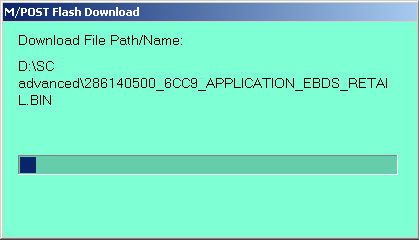 M/POST Flash Download
Download File Path/Name:
D:\SC
advanced\286140500_6CC9_APPLICATION_EBDS_RETAI
L.BIN